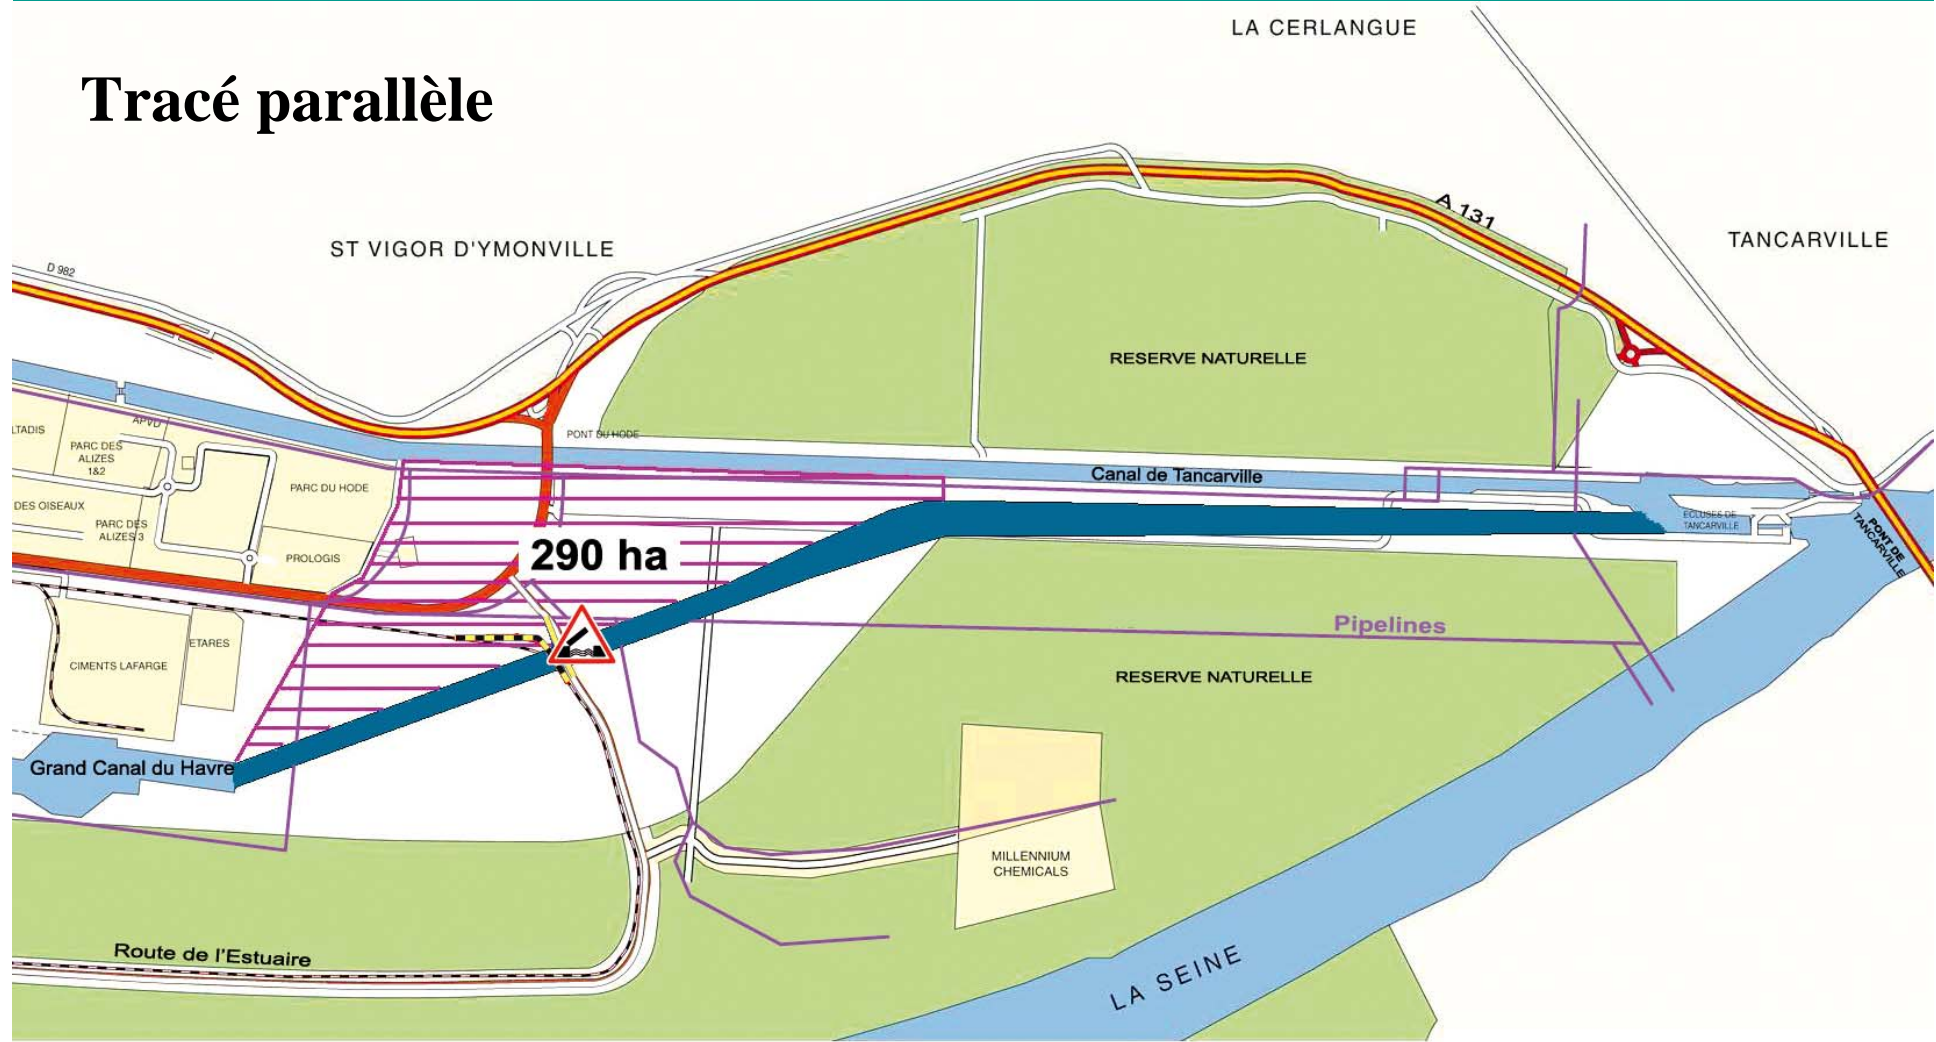 LA CERLANGUE
Tracé parallèle
A 131
ST VIGOR D'YMONVILLE
TANCARVILLE
D 982
RESERVE NATURELLE
LTADIS
APVD
PONT DU HODE
PARC DES
ALIZES
1&2
Canal de Tancarville
PARC DU HODE
DES OISEAUX
PARC DES
ALIZES 3
ECLUSES DE
TANCARVILLE
PONT DE
TANCARVILLE
290 ha
PROLOGIS
Pipelines
ETARES
CIMENTS LAFARGE
RESERVE NATURELLE
Grand Canal du Havre
MILLENNIUM
CHEMICALS
Route de l'Estuaire
LA SEINE